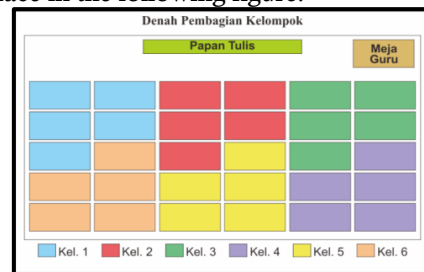 Denah Pembagian Kelompok
Papan Tulis
Meja
Guru
Kel. 1
Kel. 2
Kel. 3
Kel. 4
Kel. 5
Kel. 6